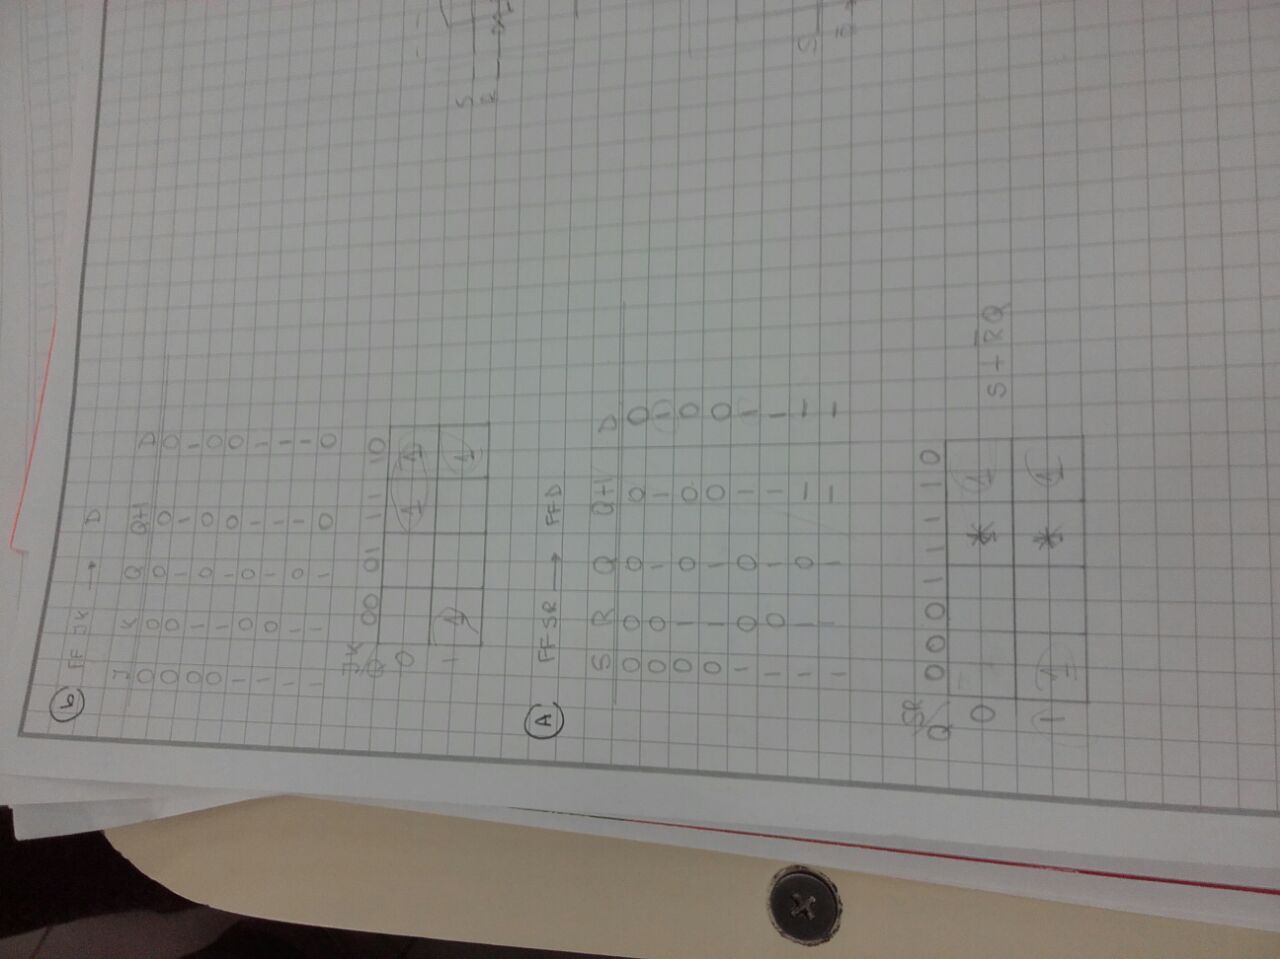 b FF JK → D
J K Q Q+1 D
0 0 0 0 0
0 0 1 1 1
0 1 0 0 0
0 1 1 0 0
1 0 0 1 1
1 0 1 1 1
1 1 0 1 1
1 1 1 0 0
JK
Q 00 01 11 10
0 1 1
1 1 1
A FFSR → FFD
S R Q Q+1 D
0 0 0 0 0
0 0 1 1 1
0 1 0 0 0
0 1 1 0 0
1 0 0 1 1
1 0 1 1 1
1 1 0 – –
1 1 1 – –
SR
Q 00 01 11 10
0 * 1 S + R̅Q
1 1 * 1
S
R
S